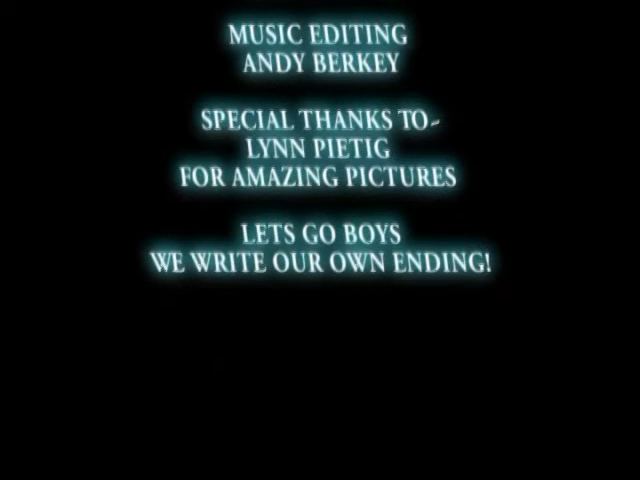 MUSIC EDITING
ANDY BERKEY
SPECIAL THANKS TO-
LYNN PIETIG
FOR AMAZING PICTURES
LETS GO BOYS
WE WRITE OUR OWN ENDING!